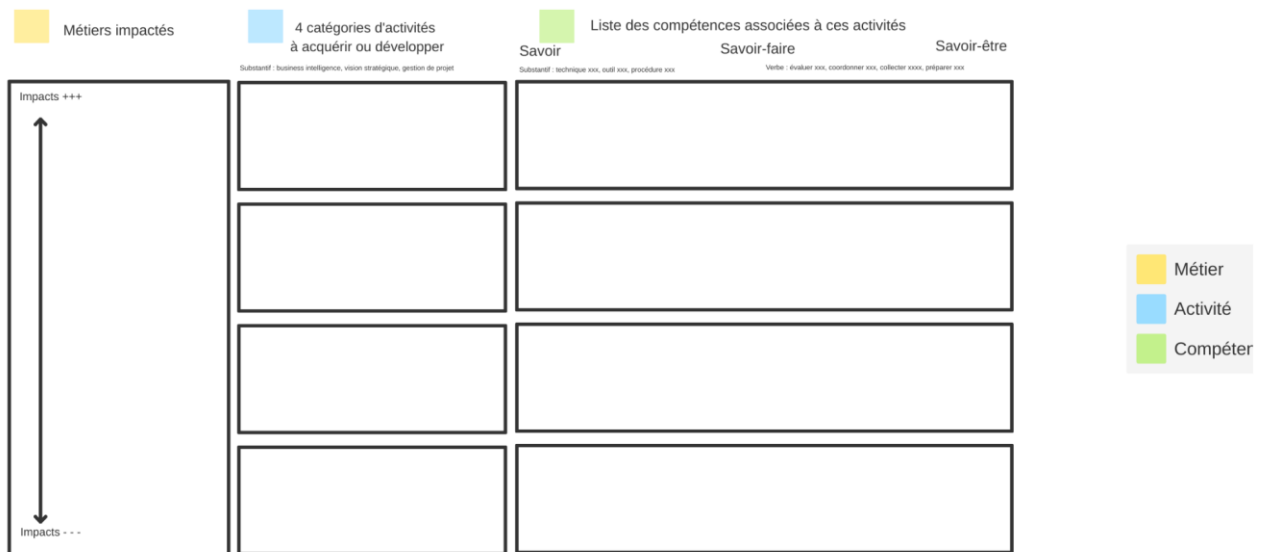 Métiers impactés
4 catégories d'activités
à acquérir ou développer
Substantif : business intelligence, vision stratégique, gestion de projet
Liste des compétences associées à ces activités
Savoir
Savoir-faire
Savoir-être
Substantif : technique xxx, outil xxx, procédure xxx
Verbe : évaluer xxx, coordonner xxx, collecter xxxx, préparer xxx
Impacts +++
Impacts - - -
Métier
Activité
Compéten